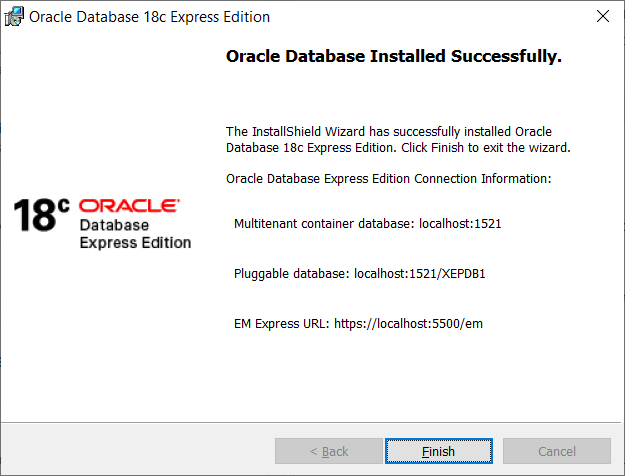 Oracle Database 18c Express Edition
Oracle Database Installed Successfully.
The InstallShield Wizard has successfully installed Oracle
Database 18c Express Edition. Click Finish to exit the wizard.
Oracle Database Express Edition Connection Information:
18c ORACLE
Database
Express Edition
Multitenant container database: localhost:1521
Pluggable database: localhost:1521/XEPDB1
EM Express URL: https://localhost:5500/em
< Back Finish Cancel